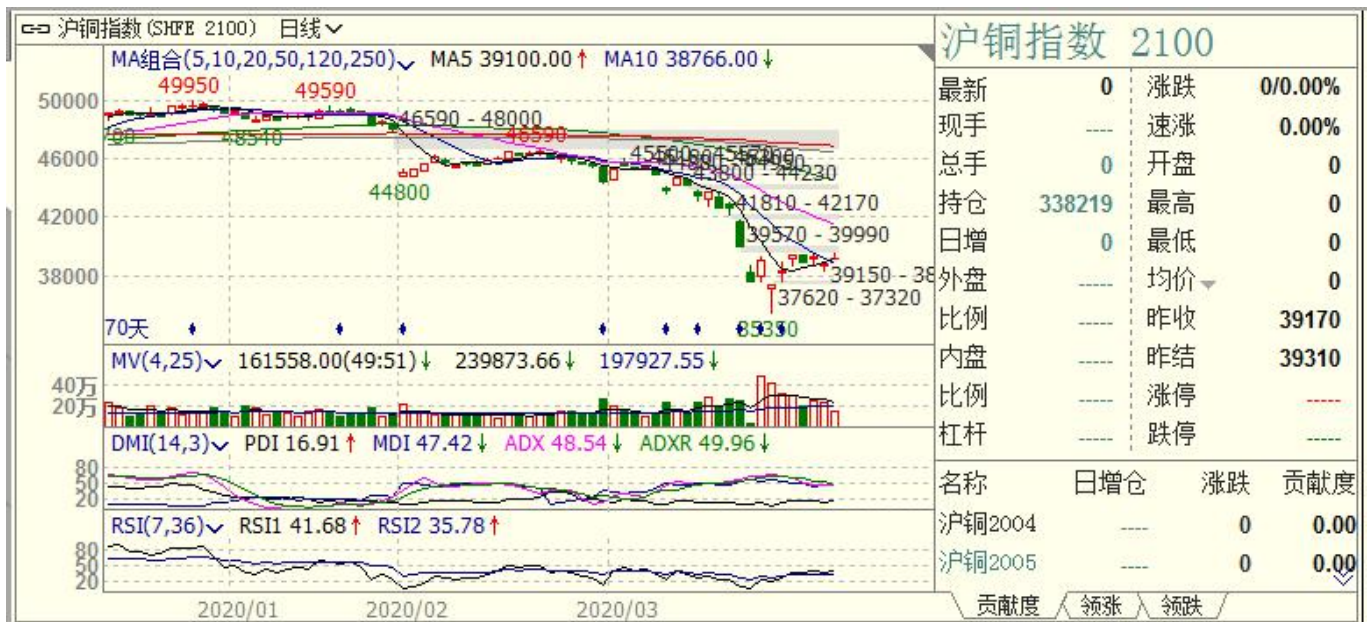 沪铜指数(SHFE 2100) 日线
MA组合(5,10,20,50,120,250) MA5 39100.00↑ MA10 38766.00↓
49950
49590
50000
46590 - 48000
48540
46590
46000
43800 - 44230
44800
42000
41810 - 42170
39570 - 39990
38000
39150 - 38
37620 - 37320
35350
70天
MV(4,25) 161558.00(49:51)↓ 239873.66↓ 197927.55↓
40万
20万
DMI(14,3) PDI 16.91↑ MDI 47.42↓ ADX 48.54↓ ADXR 49.96↓
80
50
20
RSI(7,36) RSI1 41.68↑ RSI2 35.78↑
80
50
20
2020/01 2020/02 2020/03
沪铜指数 2100
最新 0 涨跌 0/0.00%
现手 ---- 速涨 0.00%
总手 0 开盘 0
持仓 338219 最高 0
日增 0 最低 0
外盘 ----- 均价 0
比例 ----- 昨收 39170
内盘 ----- 昨结 39310
比例 ----- 涨停 -----
杠杆 ----- 跌停 -----
名称 日增仓 涨跌 贡献度
沪铜2004 ---- 0 0.00
沪铜2005 ---- 0 0.00
贡献度 领涨 领跌